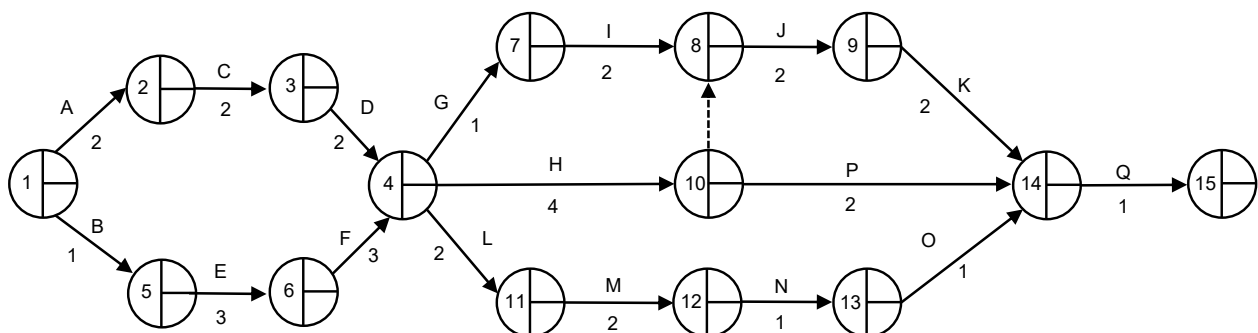 7 I 2 8 J 2 9
A 2 2 C 2 3 D 2 G 1 K 2
1 4 H 4 10 P 2 14 Q 1 15
B 1 5 E 3 6 F 3 L 2 O 1
11 M 2 12 N 1 13